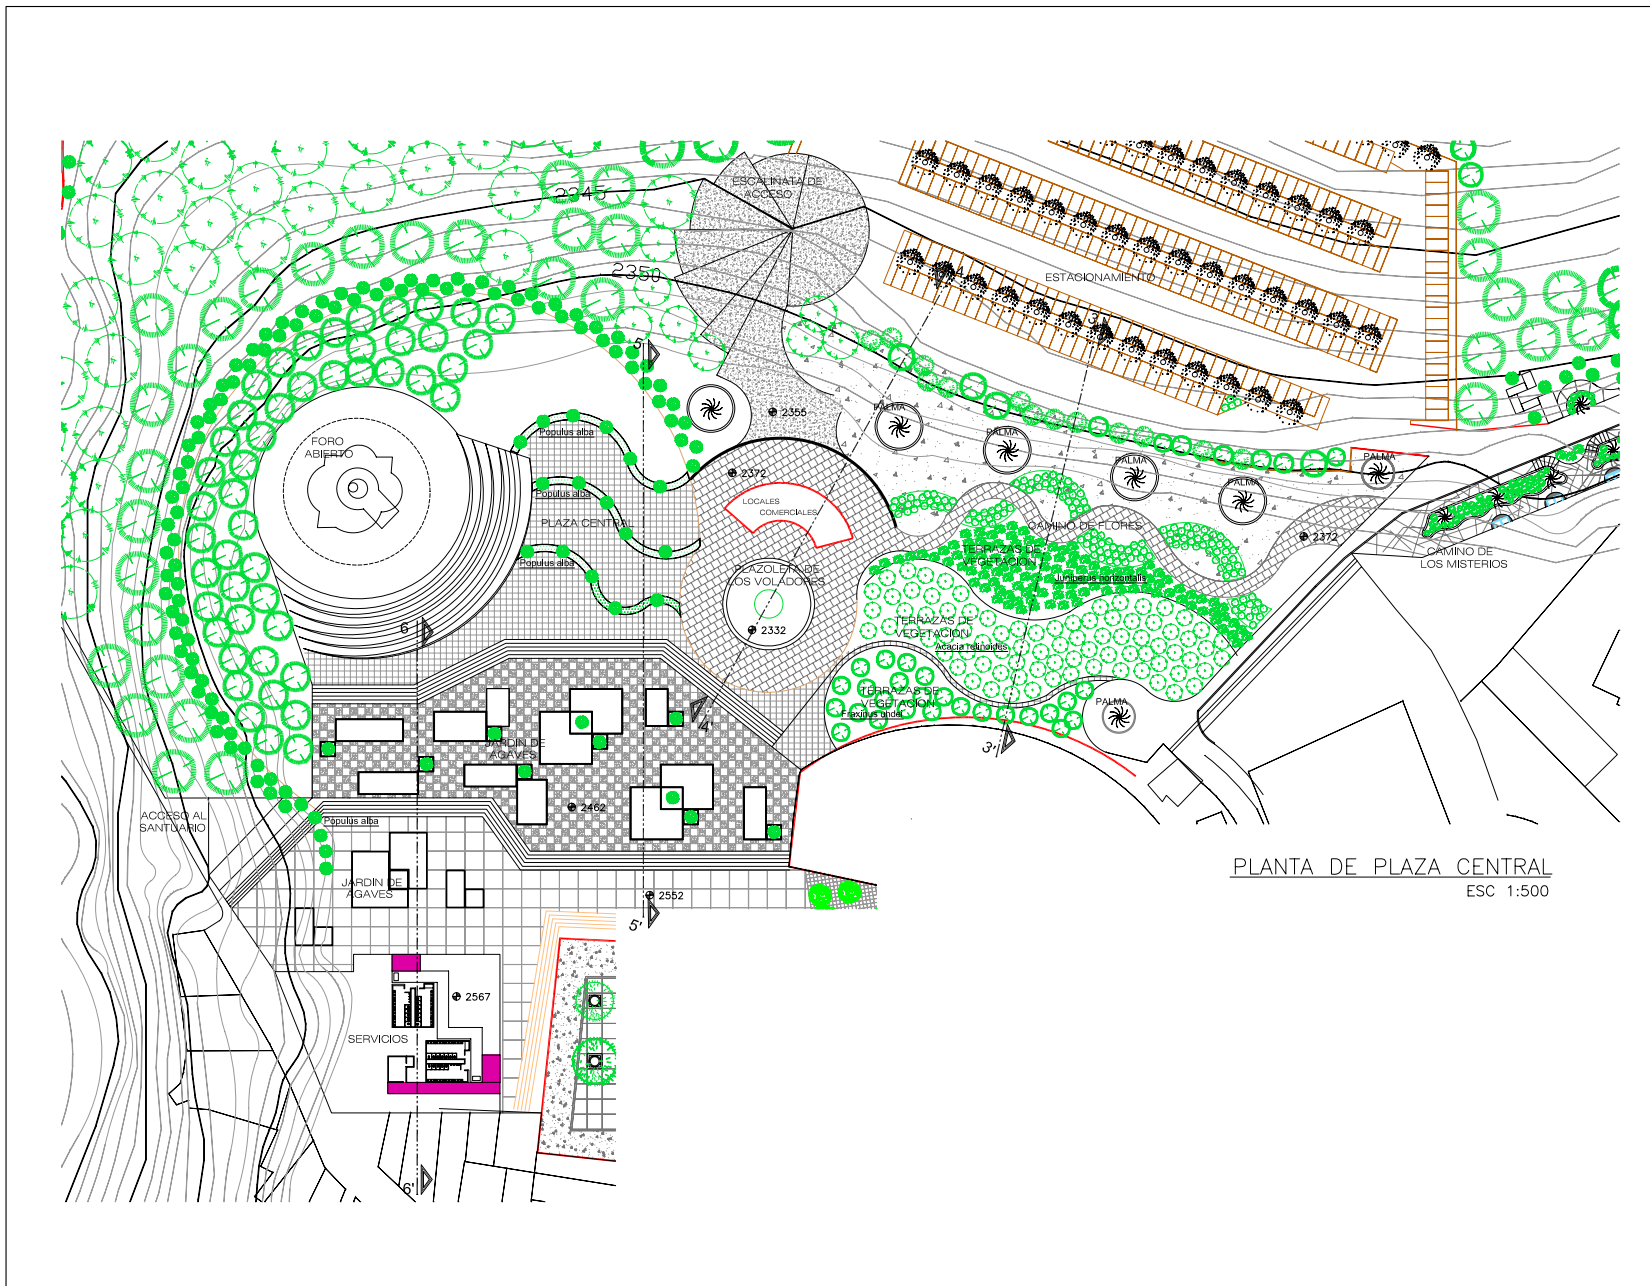 ESCALINATA DE
ACCESO
2345
2350
ESTACIONAMIENTO
3
5
2355
PALMA
PALMA
PALMA
PALMA
PALMA
FORO
ABIERTO
Populus alba
2372
LOCALES
COMERCIALES
Populus alba
PLAZA CENTRAL
CAMINO DE FLORES
2372
CAMINO DE
LOS MISTERIOS
TERRAZAS DE
VEGETACION
Juniperus horizontalis
Populus alba
PLAZOLETA DE
LOS VOLADORES
2332
6
TERRAZAS DE
VEGETACION
Acacia retinoides
TERRAZAS DE
VEGETACION
Fraxinus undei
PALMA
4'
3'
JARDIN DE
AGAVES
2462
ACCESO AL
SANTUARIO
Populus alba
JARDIN DE
AGAVES
2552
5'
PLANTA DE PLAZA CENTRAL
ESC 1:500
2567
SERVICIOS
6'